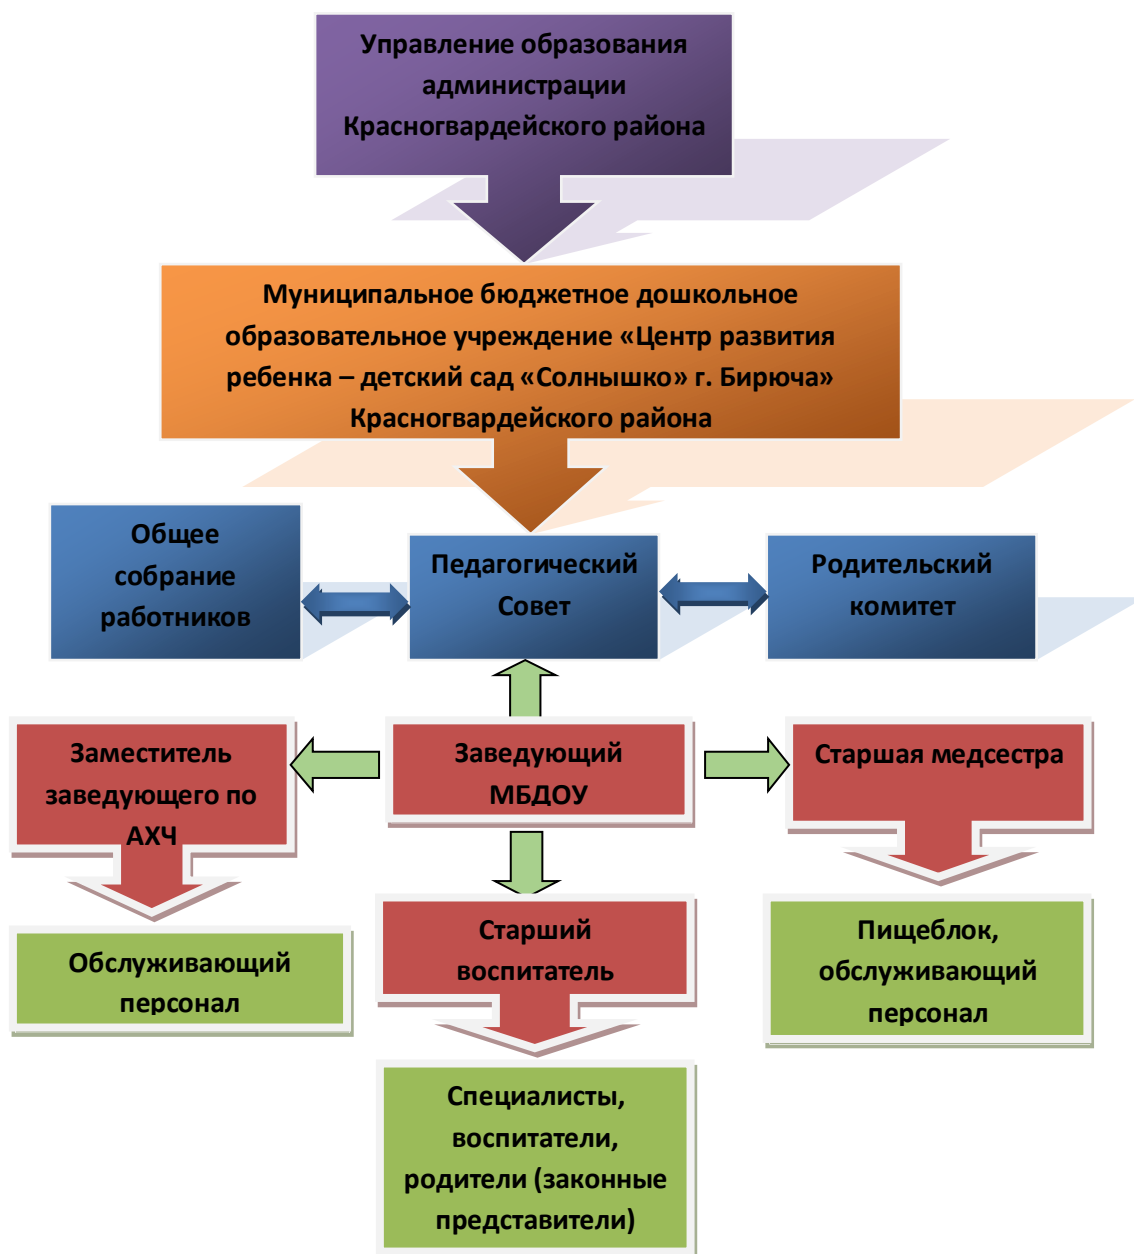 Управление образования
администрации
Красногвардейского района
Муниципальное бюджетное дошкольное
образовательное учреждение «Центр развития
ребенка – детский сад «Солнышко» г. Бирюча»
Красногвардейского района
Общее
собрание
работников
Педагогический
Совет
Родительский
комитет
Заместитель
заведующего по
АХЧ
Заведующий
МБДОУ
Старшая медсестра
Обслуживающий
персонал
Старший
воспитатель
Пищеблок,
обслуживающий
персонал
Специалисты,
воспитатели,
родители (законные
представители)